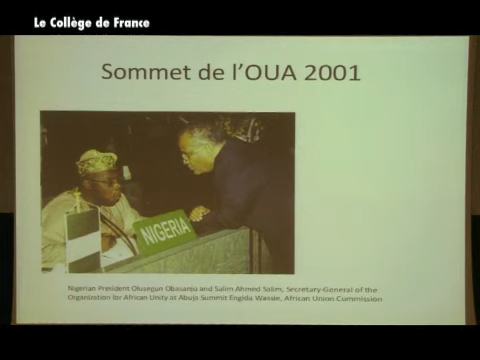 Le Collège de France
Sommet de l'OUA 2001
NIGERIA
Nigerian President Olusegun Obasanjo and Salim Ahmed Salim, Secretary-General of the
Organization for African Unity at Abuja Summit Engida Wassie, African Union Commission